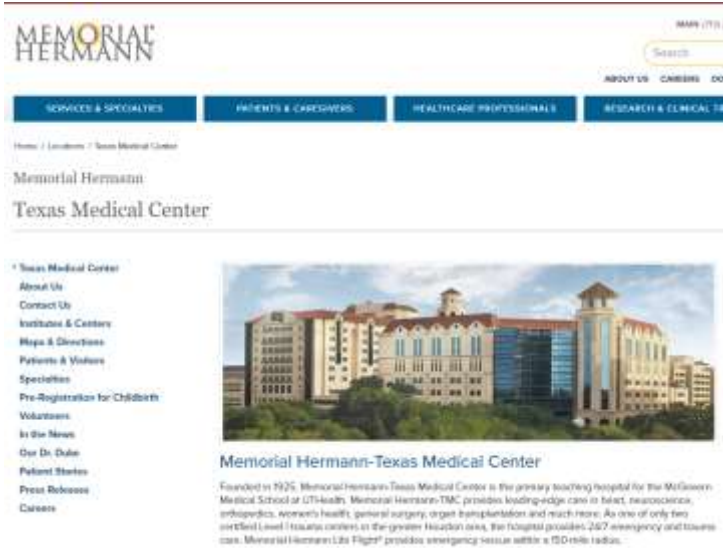 MEMORIAL
HERMANN
MAIN
Search
ABOUT US CAREERS
SERVICES & SPECIALTIES PATIENTS & CAREGIVERS HEALTHCARE PROFESSIONALS RESEARCH & CLINICAL
Home / Locations / Texas Medical Center
Memorial Hermann
Texas Medical Center
Texas Medical Center
About Us
Contact Us
Institutes & Centers
Maps & Directions
Patients & Visitors
Specialties
Pre-Registration for Childbirth
Volunteers
In the News
Our Dr. Duke
Patient Stories
Press Releases
Careers
Memorial Hermann-Texas Medical Center
Founded in 1925, Memorial Hermann-Texas Medical Center is the primary teaching hospital for the McGovern
Medical School at UTHealth. Memorial Hermann-TMC provides leading-edge care in heart, neuroscience,
orthopedics, women's health, general surgery, organ transplantation and much more. As one of only two
certified Level I trauma centers in the greater Houston area, the hospital provides 24/7 emergency and trauma
care. Memorial Hermann Life Flight® provides emergency rescue within a 150-mile radius.